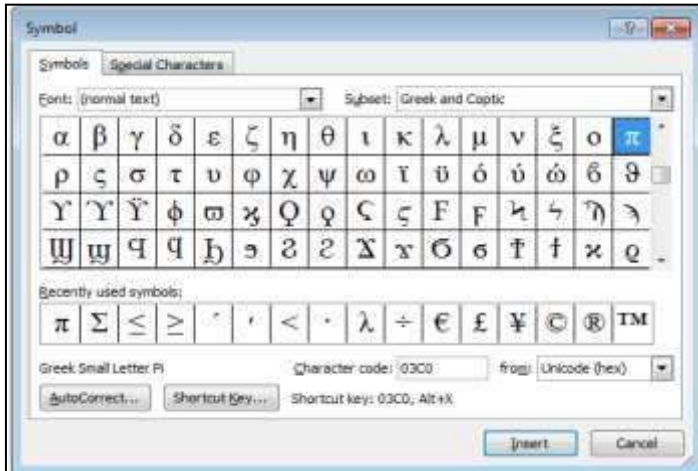 Symbol
Symbols Special Characters
Font: (normal text) Subset: Greek and Coptic
α β γ δ ε ζ η θ ι κ λ μ ν ξ ο π
ρ ς σ τ υ φ χ ψ ω ϊ ϋ ό ύ ώ ϐ ϑ
ϒ ϓ ϔ ϕ ϖ ϗ Ϙ ϙ Ϛ ϛ Ϝ ϝ Ϟ ϟ Ϡ ϡ
Ϣ ϣ Ϥ ϥ Ϧ ϧ Ϩ ϩ Ϫ ϫ Ϭ ϭ Ϯ ϯ ϰ ϱ
Recently used symbols:
π Σ ≤ ≥ ΄ ʹ < · λ ÷ € £ ¥ © ® ™
Greek Small Letter Pi Character code: 03C0 from: Unicode (hex)
AutoCorrect... Shortcut Key... Shortcut key: 03C0, Alt+X
Insert Cancel